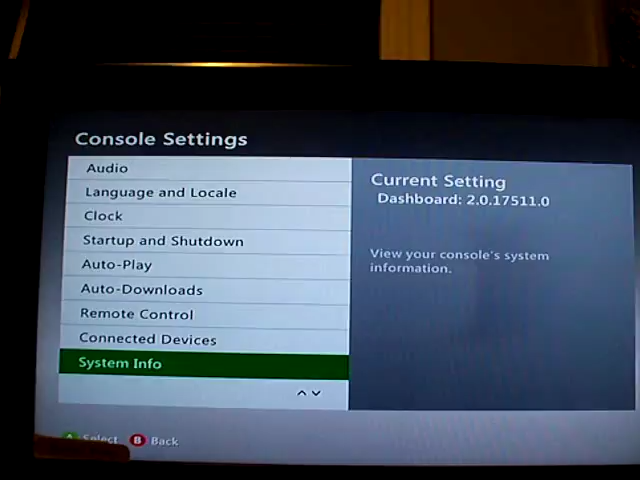 Console Settings
Audio
Language and Locale
Clock
Startup and Shutdown
Auto-Play
Auto-Downloads
Remote Control
Connected Devices
System Info
Current Setting
Dashboard: 2.0.17511.0
View your console's system
information.
A Select B Back